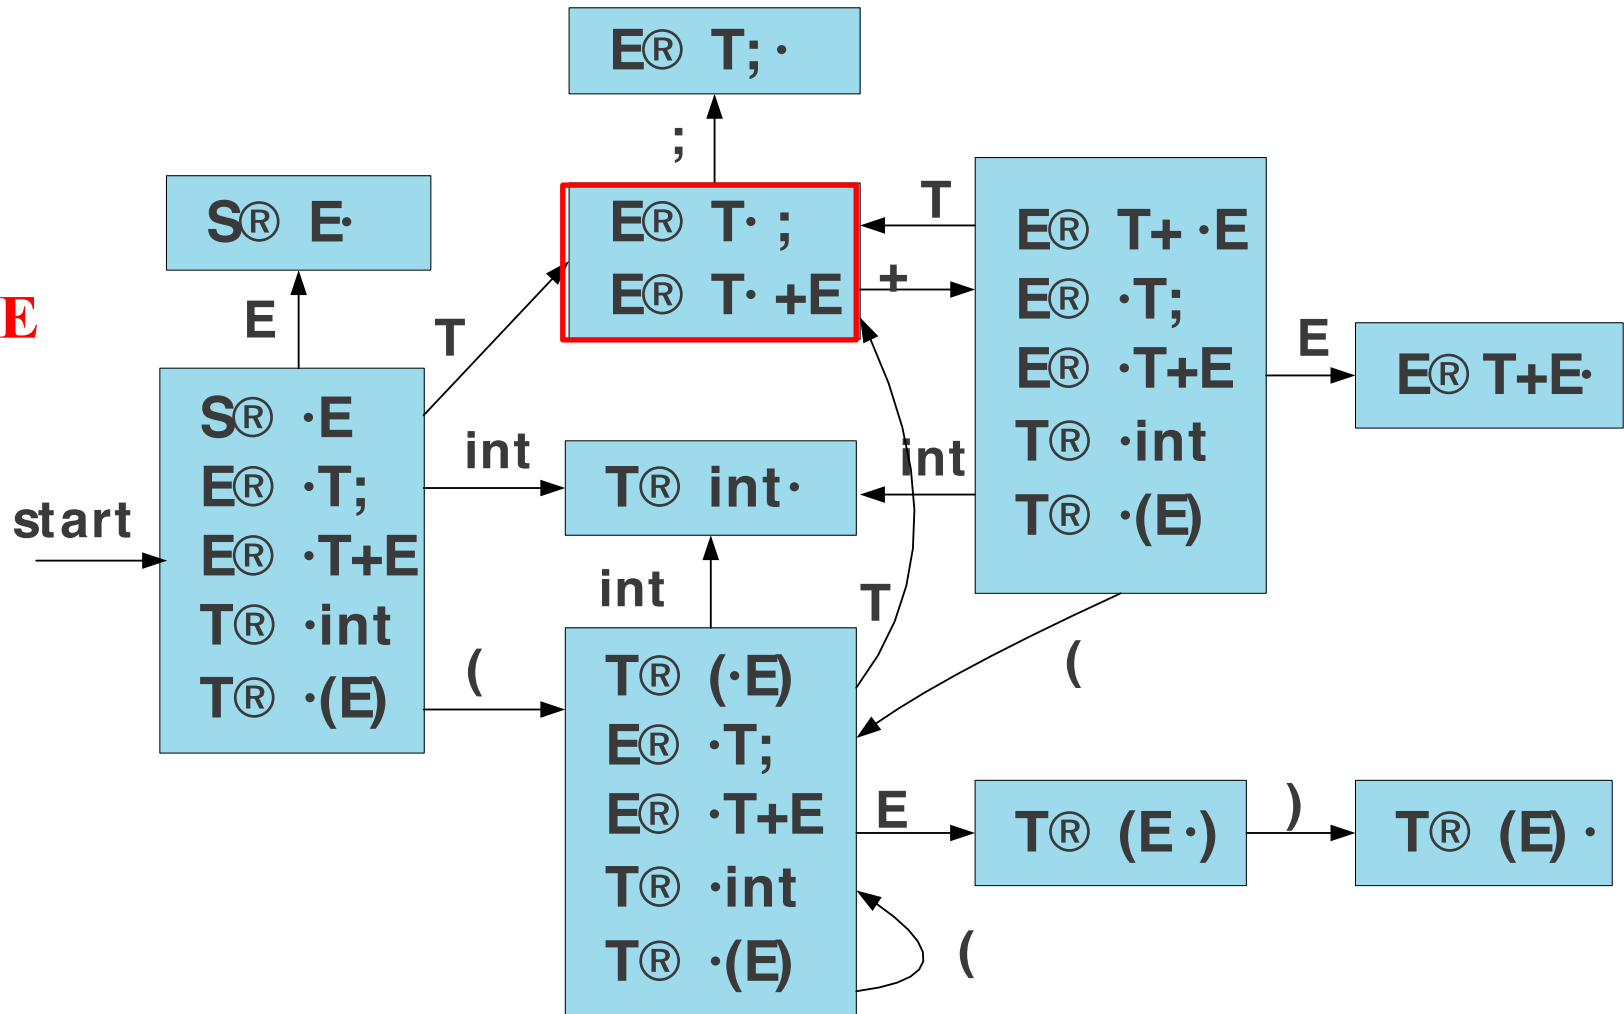 E® T; ·
;
S® E·
E® T· ;
E® T· +E
T
+
E® T+ ·E
E® ·T;
E® ·T+E
T® ·int
T® ·(E)
E
E
T
E
E® T+E·
S® ·E
E® ·T;
E® ·T+E
T® ·int
T® ·(E)
start
int
T® int·
int
int
T
(
(
T® (·E)
E® ·T;
E® ·T+E
T® ·int
T® ·(E)
E
T® (E·)
)
T® (E) ·
(